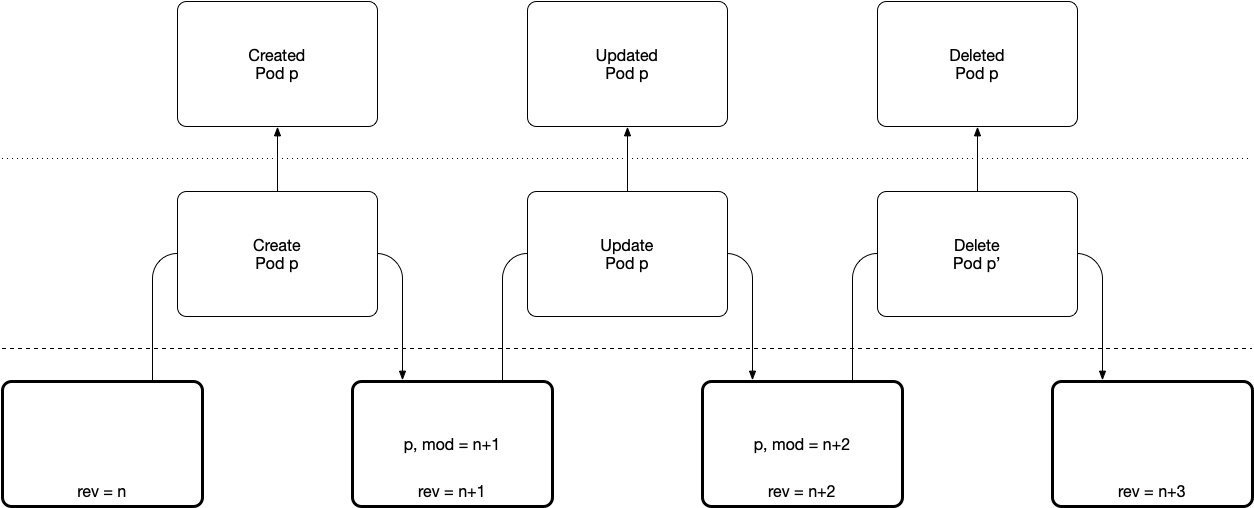 Created
Pod p
Updated
Pod p
Deleted
Pod p
Create
Pod p
Update
Pod p
Delete
Pod p’
p, mod = n+1
p, mod = n+2
rev = n
rev = n+1
rev = n+2
rev = n+3